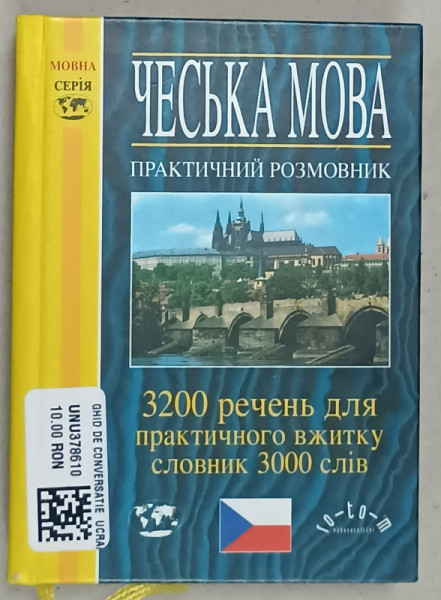 МОВНА
СЕРІЯ
ЧЕСЬКА МОВА
ПРАКТИЧНИЙ РОЗМОВНИК
3200 речень для
практичного вжитку
словник 3000 слів
GHID DE CONVERSATIE UCRA
UNU378610
10.00 RON
ro-to-m